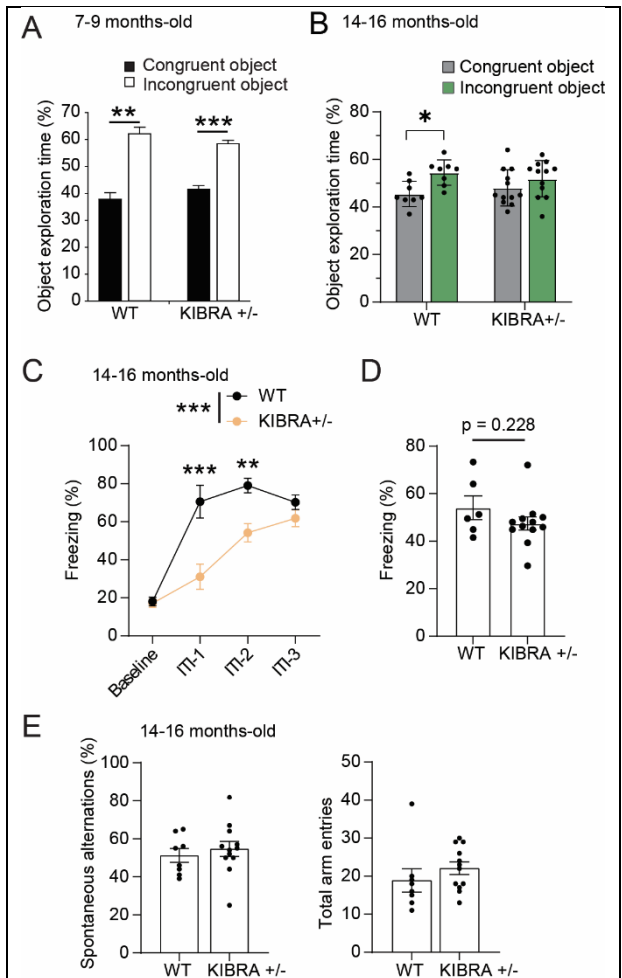 A 7-9 months-old
Congruent object
Incongruent object
Object exploration time (%)
70
60
50
40
30
20
10
0
** ***
WT KIBRA +/-
B 14-16 months-old
Congruent object
Incongruent object
Object exploration time (%)
80
60
40
20
0
*
WT KIBRA+/-
C 14-16 months-old
WT
*** KIBRA+/-
Freezing (%)
100
80
60
40
20
0
*** **
Baseline ITI-1 ITI-2 ITI-3
D
p = 0.228
Freezing (%)
80
60
40
20
0
WT KIBRA +/-
E 14-16 months-old
Spontaneous alternations (%)
100
80
60
40
20
0
WT KIBRA +/-
Total arm entries
50
40
30
20
10
0
WT KIBRA +/-